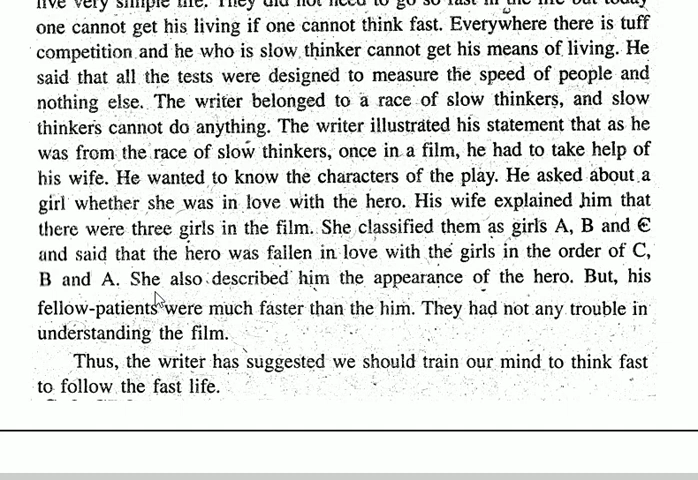 live very simple life. They did not need to go so fast in the life but today
one cannot get his living if one cannot think fast. Everywhere there is tuff
competition and he who is slow thinker cannot get his means of living. He
said that all the tests were designed to measure the speed of people and
nothing else. The writer belonged to a race of slow thinkers, and slow
thinkers cannot do anything. The writer illustrated his statement that as he
was from the race of slow thinkers, once in a film, he had to take help of
his wife. He wanted to know the characters of the play. He asked about a
girl whether she was in love with the hero. His wife explained him that
there were three girls in the film. She classified them as girls A, B and C
and said that the hero was fallen in love with the girls in the order of C,
B and A. She also described him the appearance of the hero. But, his
fellow-patients were much faster than the him. They had not any trouble in
understanding the film.
Thus, the writer has suggested we should train our mind to think fast
to follow the fast life.